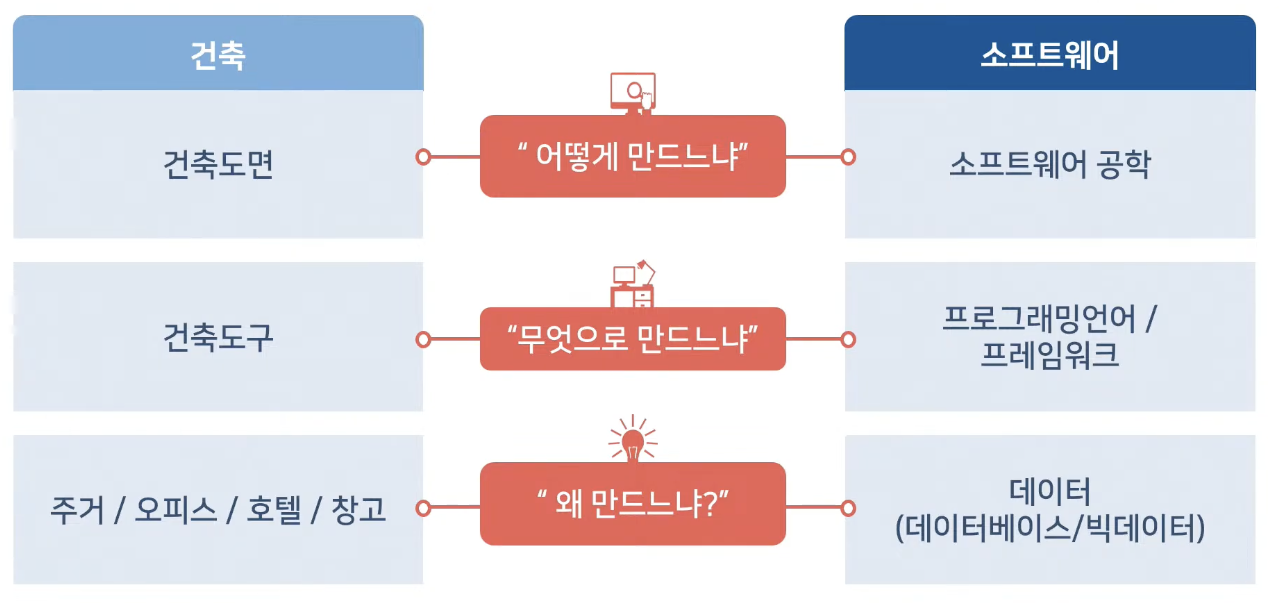 건축
소프트웨어
건축도면
“ 어떻게 만드느냐”
소프트웨어 공학
건축도구
“무엇으로 만드느냐”
프로그래밍언어 /
프레임워크
주거 / 오피스 / 호텔 / 창고
“ 왜 만드느냐?”
데이터
(데이터베이스/빅데이터)